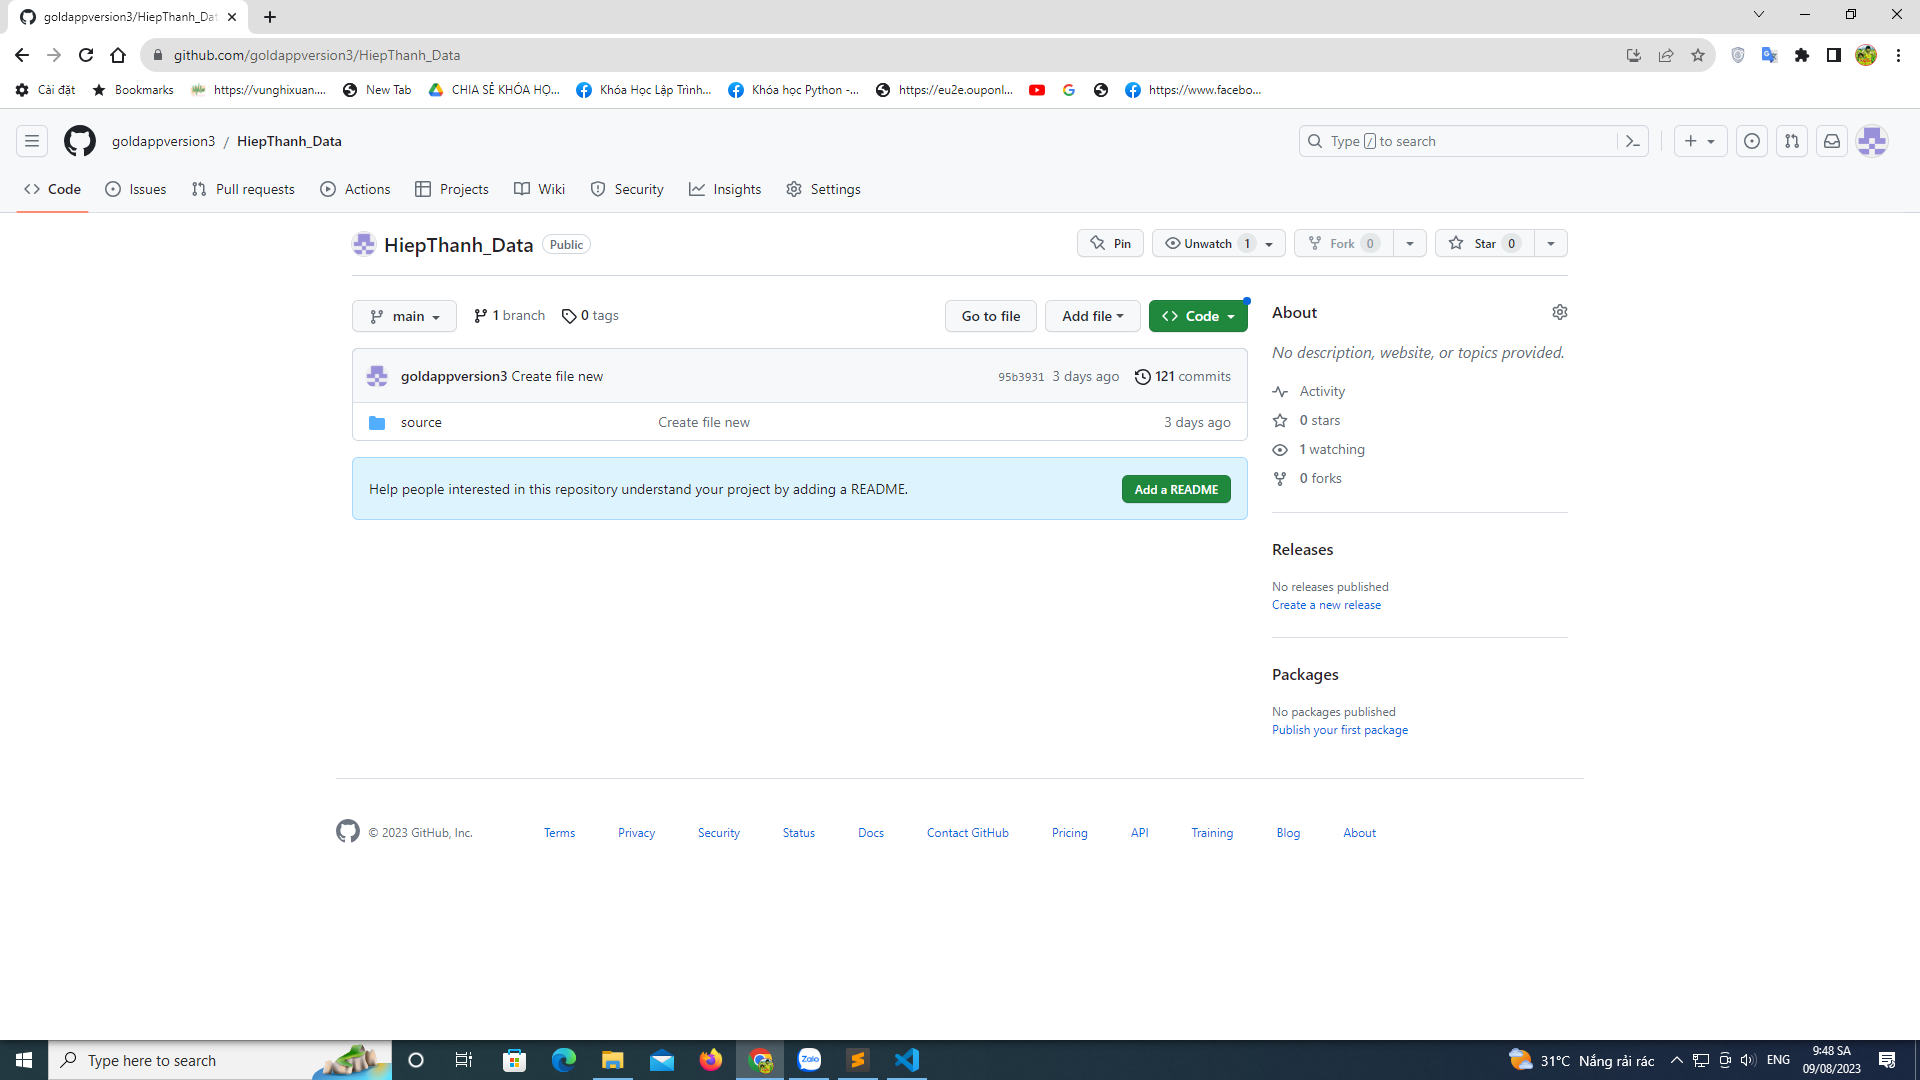 goldappversion3/HiepThanh_Dat
github.com/goldappversion3/HiepThanh_Data
Cài đặt Bookmarks https://vunghixuan.... New Tab CHIA SẺ KHÓA HỌ... Khóa Học Lập Trình... Khóa học Python -... https://eu2e.ouponl... https://www.facebo...
goldappversion3 / HiepThanh_Data Type / to search
Code Issues Pull requests Actions Projects Wiki Security Insights Settings
HiepThanh_Data Public Pin Unwatch 1 Fork 0 Star 0
main 1 branch 0 tags Go to file Add file Code
goldappversion3 Create file new 95b3931 3 days ago 121 commits
source Create file new 3 days ago
Help people interested in this repository understand your project by adding a README. Add a README
About
No description, website, or topics provided.
Activity
0 stars
1 watching
0 forks
Releases
No releases published
Create a new release
Packages
No packages published
Publish your first package
© 2023 GitHub, Inc. Terms Privacy Security Status Docs Contact GitHub Pricing API Training Blog About
Type here to search Zalo 31°C Nắng rải rác ENG 9:48 SA
09/08/2023